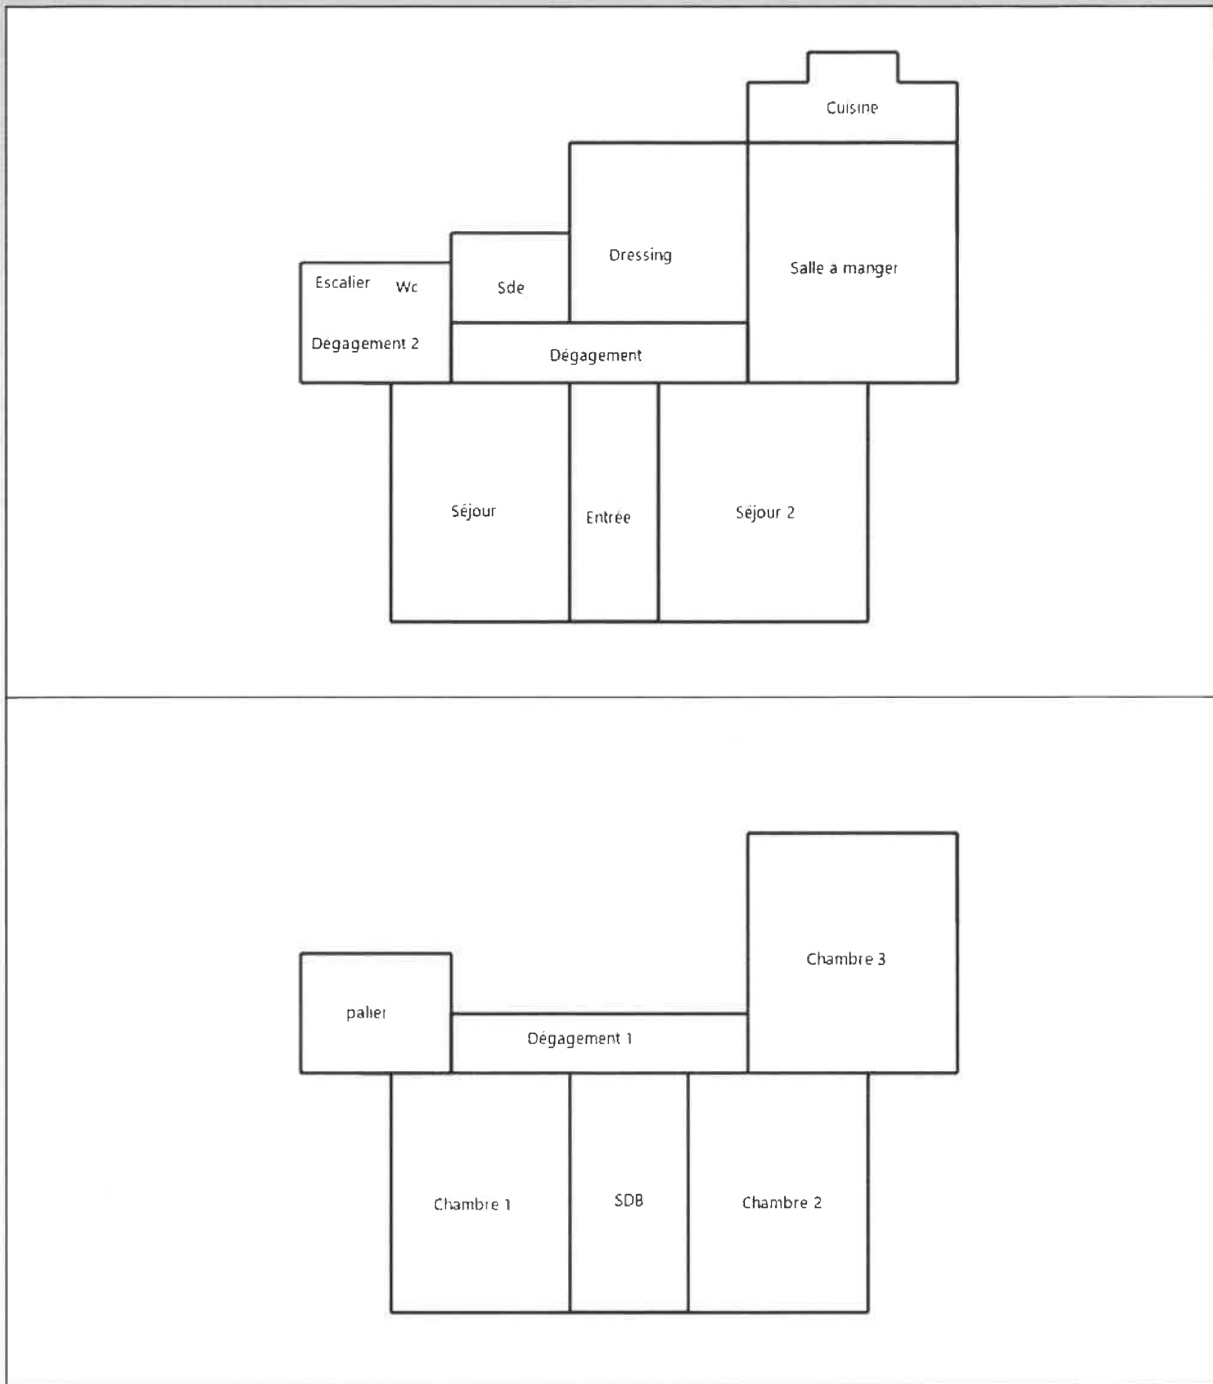 Cuisine
Dressing
Salle à manger
Escalier Wc
Sde
Dégagement 2
Dégagement
Séjour
Entrée
Séjour 2
Chambre 3
palier
Dégagement 1
Chambre 1
SDB
Chambre 2